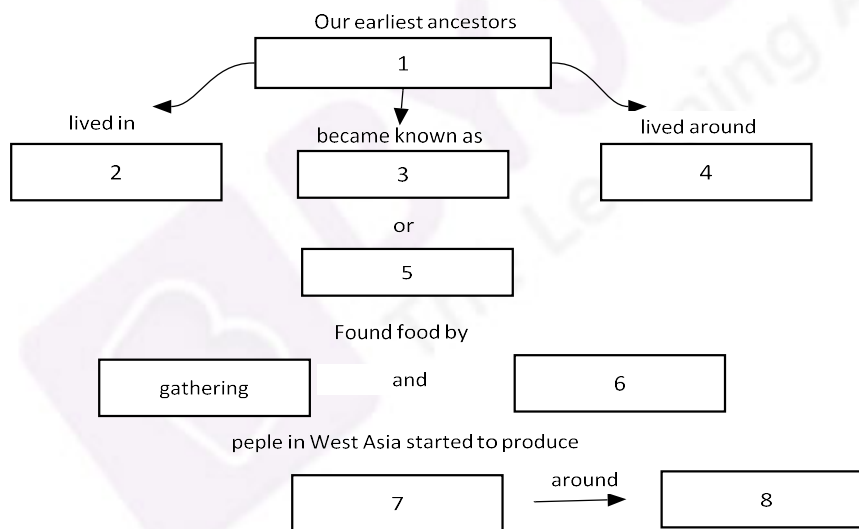 Our earliest ancestors
1
lived in
became known as
lived around
2
3
4
or
5
Found food by
gathering
and
6
peple in West Asia started to produce
7
around
8